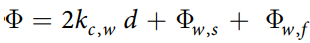 Φ = 2k_{c,w} d + Φ_{w,s} + Φ_{w,f}